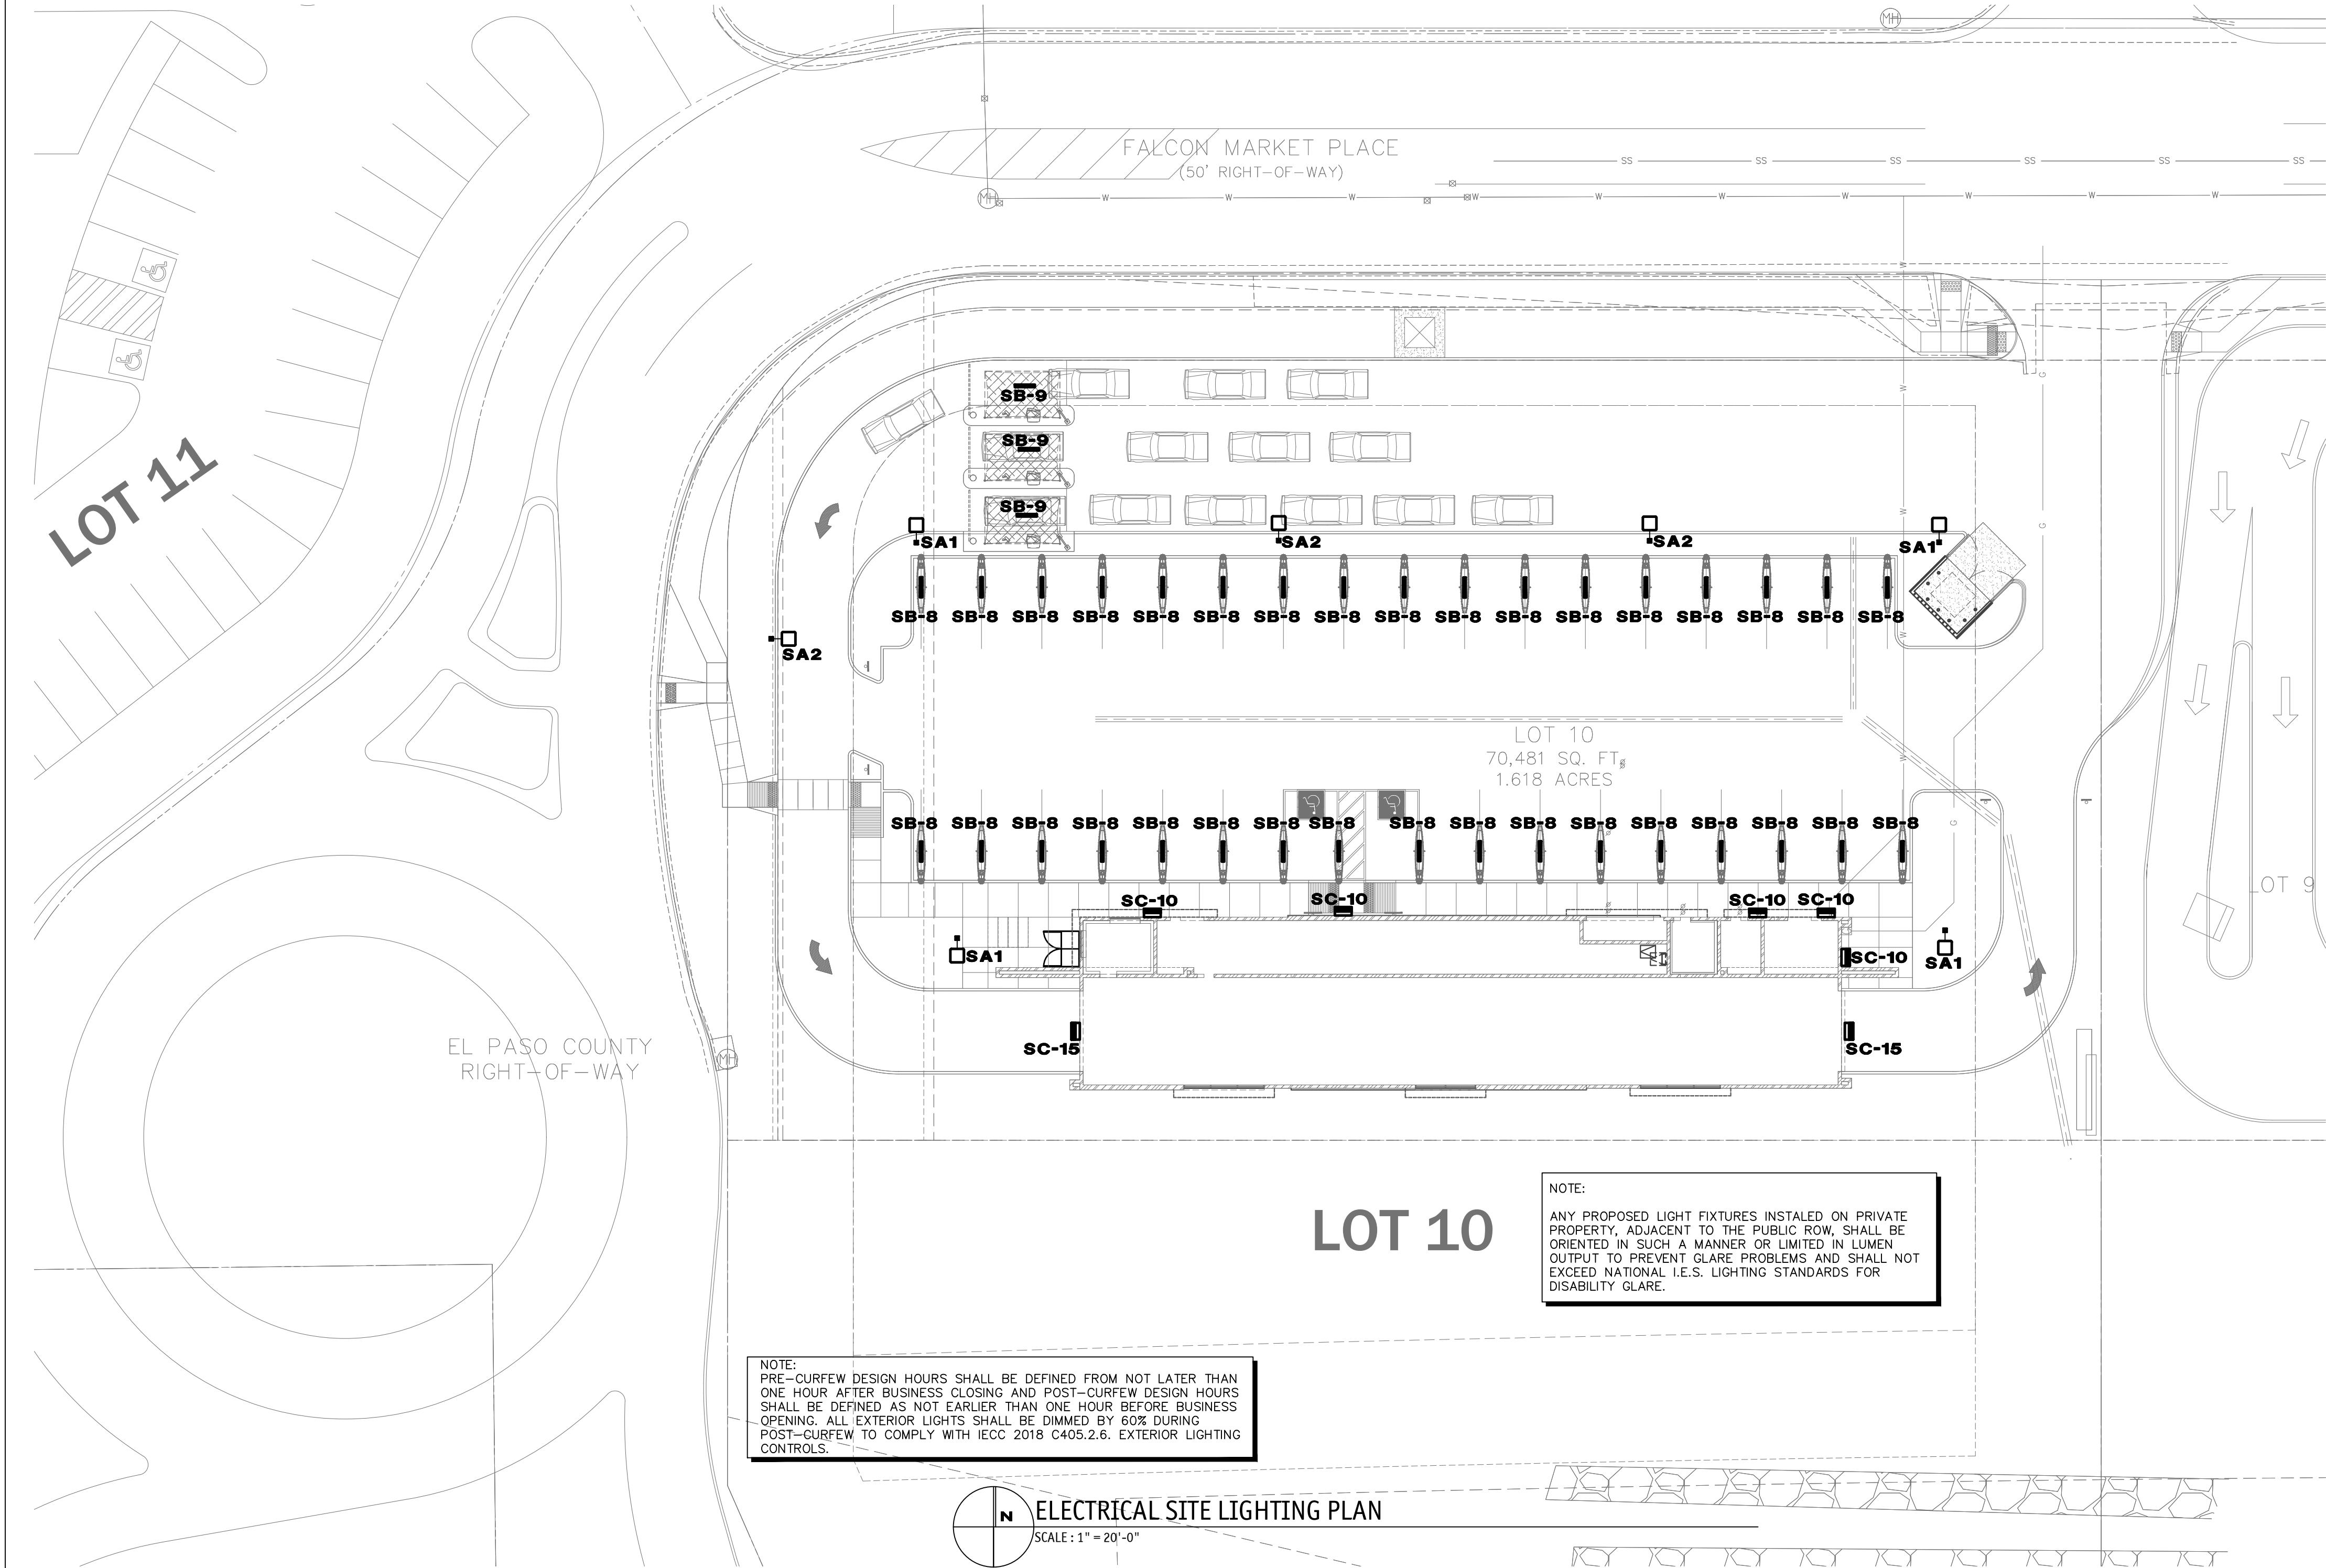 MH
FALCON MARKET PLACE
(50' RIGHT-OF-WAY)
SS SS SS SS SS SS
MH W W W W W W W W W W
W
G
W
SB-9
SB-9
SB-9
W
G
LOT 11
SA1 SA2 SA2 SA1
SB-8 SB-8 SB-8 SB-8 SB-8 SB-8 SB-8 SB-8 SB-8 SB-8 SB-8 SB-8 SB-8 SB-8 SB-8 SB-8 SB-8
W
SA2
LOT 10
70,481 SQ. FT.
1.618 ACRES
W
SB-8 SB-8 SB-8 SB-8 SB-8 SB-8 SB-8 SB-8 SB-8 SB-8 SB-8 SB-8 SB-8 SB-8 SB-8 SB-8 SB-8
G
LOT 9
SC-10 SC-10 SC-10 SC-10
SA1 SC-10 SA1
EL PASO COUNTY
RIGHT-OF-WAY
MH
SC-15 SC-15
LOT 10
NOTE:
ANY PROPOSED LIGHT FIXTURES INSTALED ON PRIVATE
PROPERTY, ADJACENT TO THE PUBLIC ROW, SHALL BE
ORIENTED IN SUCH A MANNER OR LIMITED IN LUMEN
OUTPUT TO PREVENT GLARE PROBLEMS AND SHALL NOT
EXCEED NATIONAL I.E.S. LIGHTING STANDARDS FOR
DISABILITY GLARE.
NOTE:
PRE-CURFEW DESIGN HOURS SHALL BE DEFINED FROM NOT LATER THAN
ONE HOUR AFTER BUSINESS CLOSING AND POST-CURFEW DESIGN HOURS
SHALL BE DEFINED AS NOT EARLIER THAN ONE HOUR BEFORE BUSINESS
OPENING. ALL EXTERIOR LIGHTS SHALL BE DIMMED BY 60% DURING
POST-CURFEW TO COMPLY WITH IECC 2018 C405.2.6. EXTERIOR LIGHTING
CONTROLS.
N
ELECTRICAL SITE LIGHTING PLAN
SCALE : 1" = 20'-0"